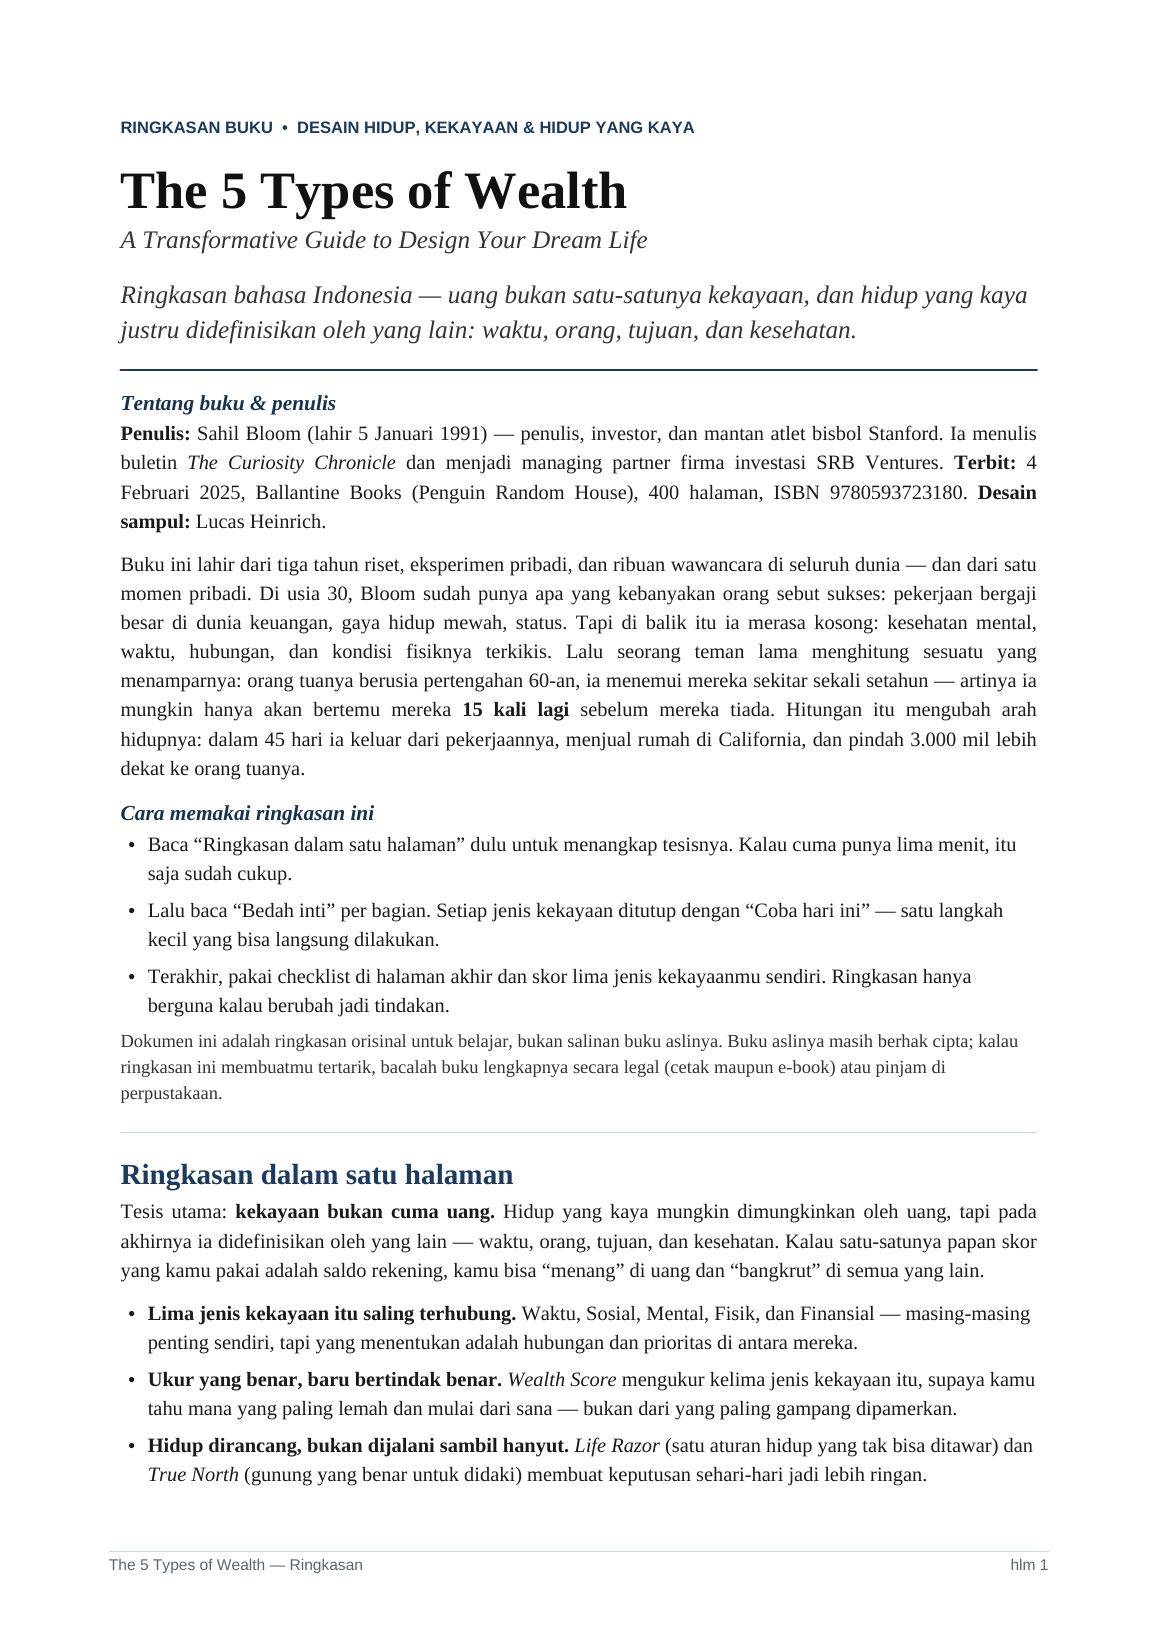 RINGKASAN BUKU • DESAIN HIDUP, KEKAYAAN & HIDUP YANG KAYA
The 5 Types of Wealth
A Transformative Guide to Design Your Dream Life
Ringkasan bahasa Indonesia — uang bukan satu-satunya kekayaan, dan hidup yang kaya
justru didefinisikan oleh yang lain: waktu, orang, tujuan, dan kesehatan.
Tentang buku & penulis
Penulis: Sahil Bloom (lahir 5 Januari 1991) — penulis, investor, dan mantan atlet bisbol Stanford. Ia menulis
buletin The Curiosity Chronicle dan menjadi managing partner firma investasi SRB Ventures. Terbit: 4
Februari 2025, Ballantine Books (Penguin Random House), 400 halaman, ISBN 9780593723180. Desain
sampul: Lucas Heinrich.
Buku ini lahir dari tiga tahun riset, eksperimen pribadi, dan ribuan wawancara di seluruh dunia — dan dari satu
momen pribadi. Di usia 30, Bloom sudah punya apa yang kebanyakan orang sebut sukses: pekerjaan bergaji
besar di dunia keuangan, gaya hidup mewah, status. Tapi di balik itu ia merasa kosong: kesehatan mental,
waktu, hubungan, dan kondisi fisiknya terkikis. Lalu seorang teman lama menghitung sesuatu yang
menamparnya: orang tuanya berusia pertengahan 60-an, ia menemui mereka sekitar sekali setahun — artinya ia
mungkin hanya akan bertemu mereka 15 kali lagi sebelum mereka tiada. Hitungan itu mengubah arah
hidupnya: dalam 45 hari ia keluar dari pekerjaannya, menjual rumah di California, dan pindah 3.000 mil lebih
dekat ke orang tuanya.
Cara memakai ringkasan ini
• Baca “Ringkasan dalam satu halaman” dulu untuk menangkap tesisnya. Kalau cuma punya lima menit, itu
saja sudah cukup.
• Lalu baca “Bedah inti” per bagian. Setiap jenis kekayaan ditutup dengan “Coba hari ini” — satu langkah
kecil yang bisa langsung dilakukan.
• Terakhir, pakai checklist di halaman akhir dan skor lima jenis kekayaanmu sendiri. Ringkasan hanya
berguna kalau berubah jadi tindakan.
Dokumen ini adalah ringkasan orisinal untuk belajar, bukan salinan buku aslinya. Buku aslinya masih berhak cipta; kalau
ringkasan ini membuatmu tertarik, bacalah buku lengkapnya secara legal (cetak maupun e-book) atau pinjam di
perpustakaan.
Ringkasan dalam satu halaman
Tesis utama: kekayaan bukan cuma uang. Hidup yang kaya mungkin dimungkinkan oleh uang, tapi pada
akhirnya ia didefinisikan oleh yang lain — waktu, orang, tujuan, dan kesehatan. Kalau satu-satunya papan skor
yang kamu pakai adalah saldo rekening, kamu bisa “menang” di uang dan “bangkrut” di semua yang lain.
• Lima jenis kekayaan itu saling terhubung. Waktu, Sosial, Mental, Fisik, dan Finansial — masing-masing
penting sendiri, tapi yang menentukan adalah hubungan dan prioritas di antara mereka.
• Ukur yang benar, baru bertindak benar. Wealth Score mengukur kelima jenis kekayaan itu, supaya kamu
tahu mana yang paling lemah dan mulai dari sana — bukan dari yang paling gampang dipamerkan.
• Hidup dirancang, bukan dijalani sambil hanyut. Life Razor (satu aturan hidup yang tak bisa ditawar) dan
True North (gunung yang benar untuk didaki) membuat keputusan sehari-hari jadi lebih ringan.
The 5 Types of Wealth — Ringkasan
hlm 1